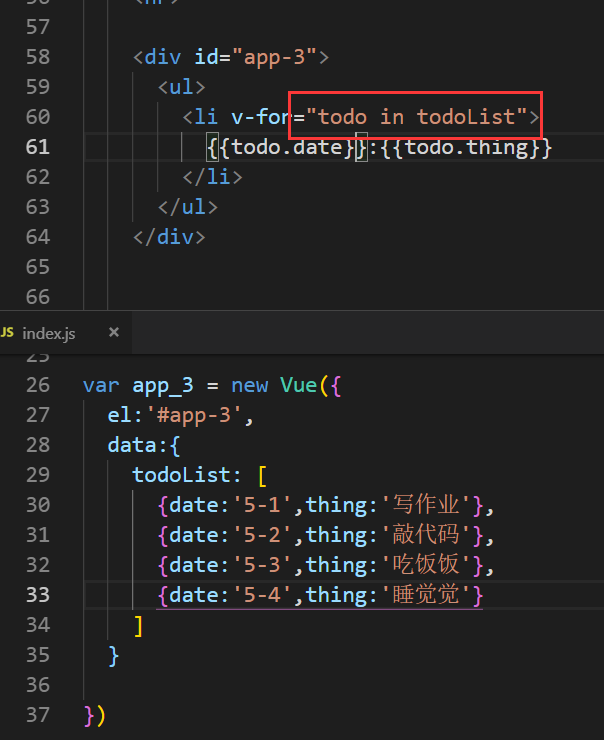 56 <hr>
57
58 <div id="app-3">
59 <ul>
60 <li v-for="todo in todoList">
61 {{todo.date}}:{{todo.thing}}
62 </li>
63 </ul>
64 </div>
65
66
JS index.js ×
25
26 var app_3 = new Vue({
27 el:'#app-3',
28 data:{
29 todoList: [
30 {date:'5-1',thing:'写作业'},
31 {date:'5-2',thing:'敲代码'},
32 {date:'5-3',thing:'吃饭饭'},
33 {date:'5-4',thing:'睡觉觉'}
34 ]
35 }
36
37 })